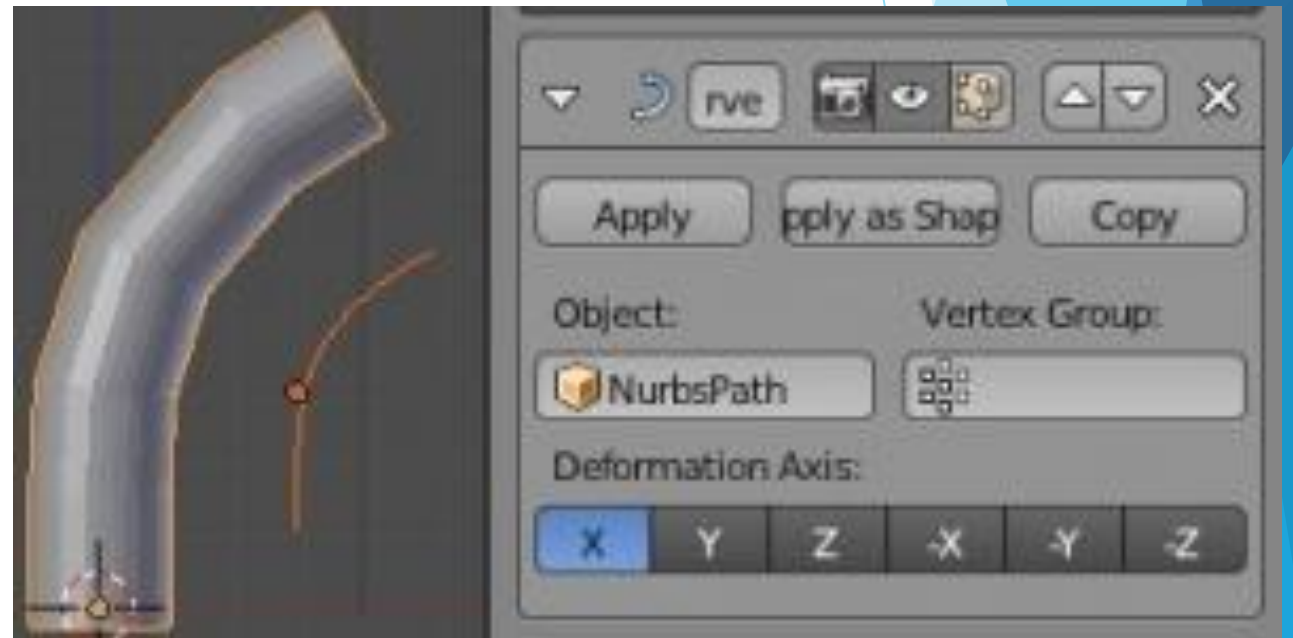 rve
Apply pply as Shap Copy
Object: Vertex Group:
NurbsPath
Deformation Axis:
X Y Z -X -Y -Z